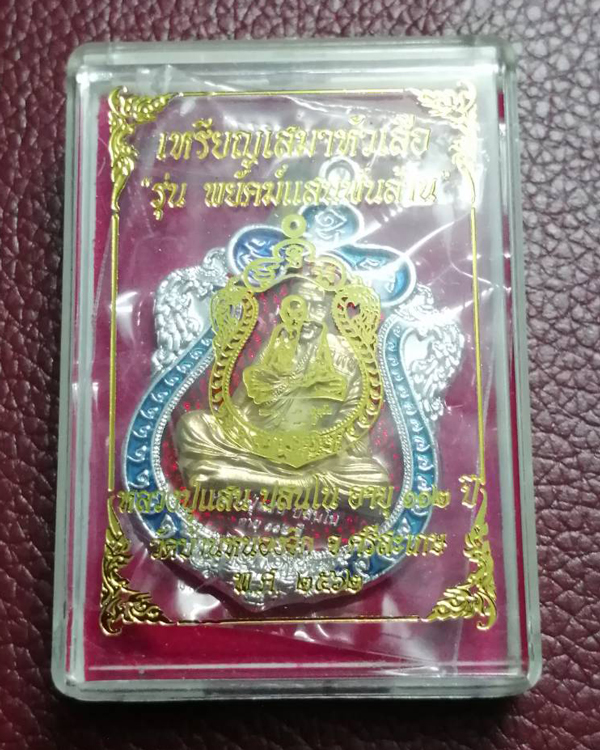 เหรียญเสมาหัวเสือ
"รุ่น พยัคฆ์แสนพันล้าน"
หลวงปู่แสน ปสนฺโน อายุ ๑๑๒ ปี
วัดบ้านหนองจิก จ.ศรีสะเกษ
พ.ศ. ๒๕๖๒